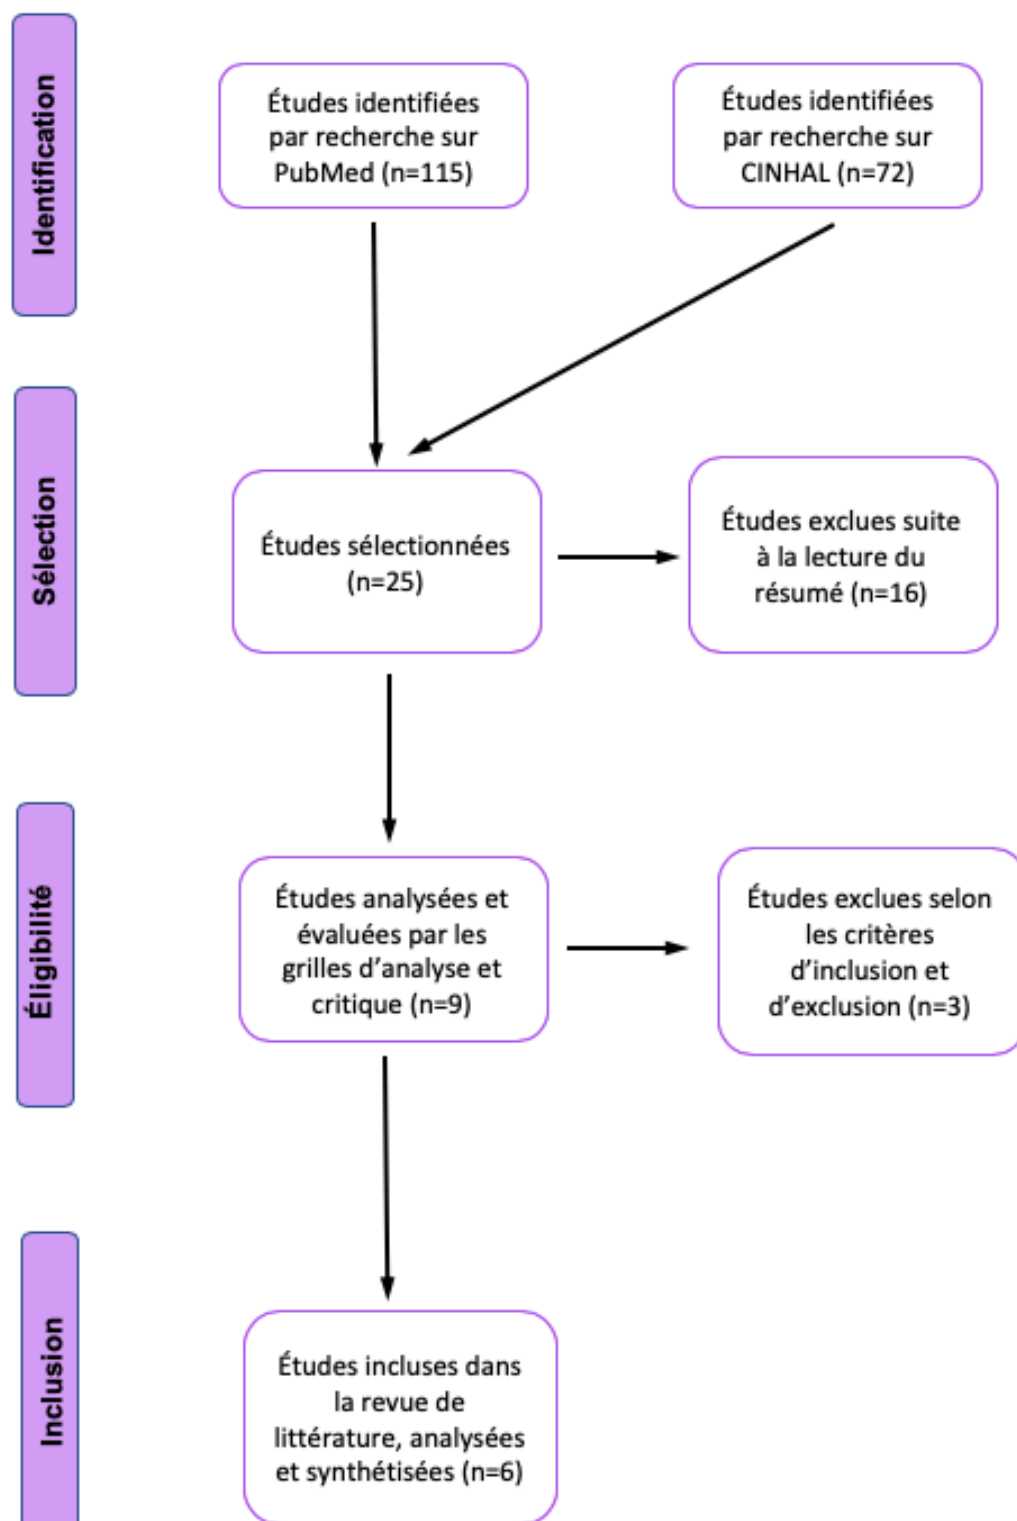 Identification
Études identifiées
par recherche sur
PubMed (n=115)
Études identifiées
par recherche sur
CINHAL (n=72)
Sélection
Études sélectionnées
(n=25)
Études exclues suite
à la lecture du
résumé (n=16)
Éligibilité
Études analysées et
évaluées par les
grilles d’analyse et
critique (n=9)
Études exclues selon
les critères
d’inclusion et
d’exclusion (n=3)
Inclusion
Études incluses dans
la revue de
littérature, analysées
et synthétisées (n=6)